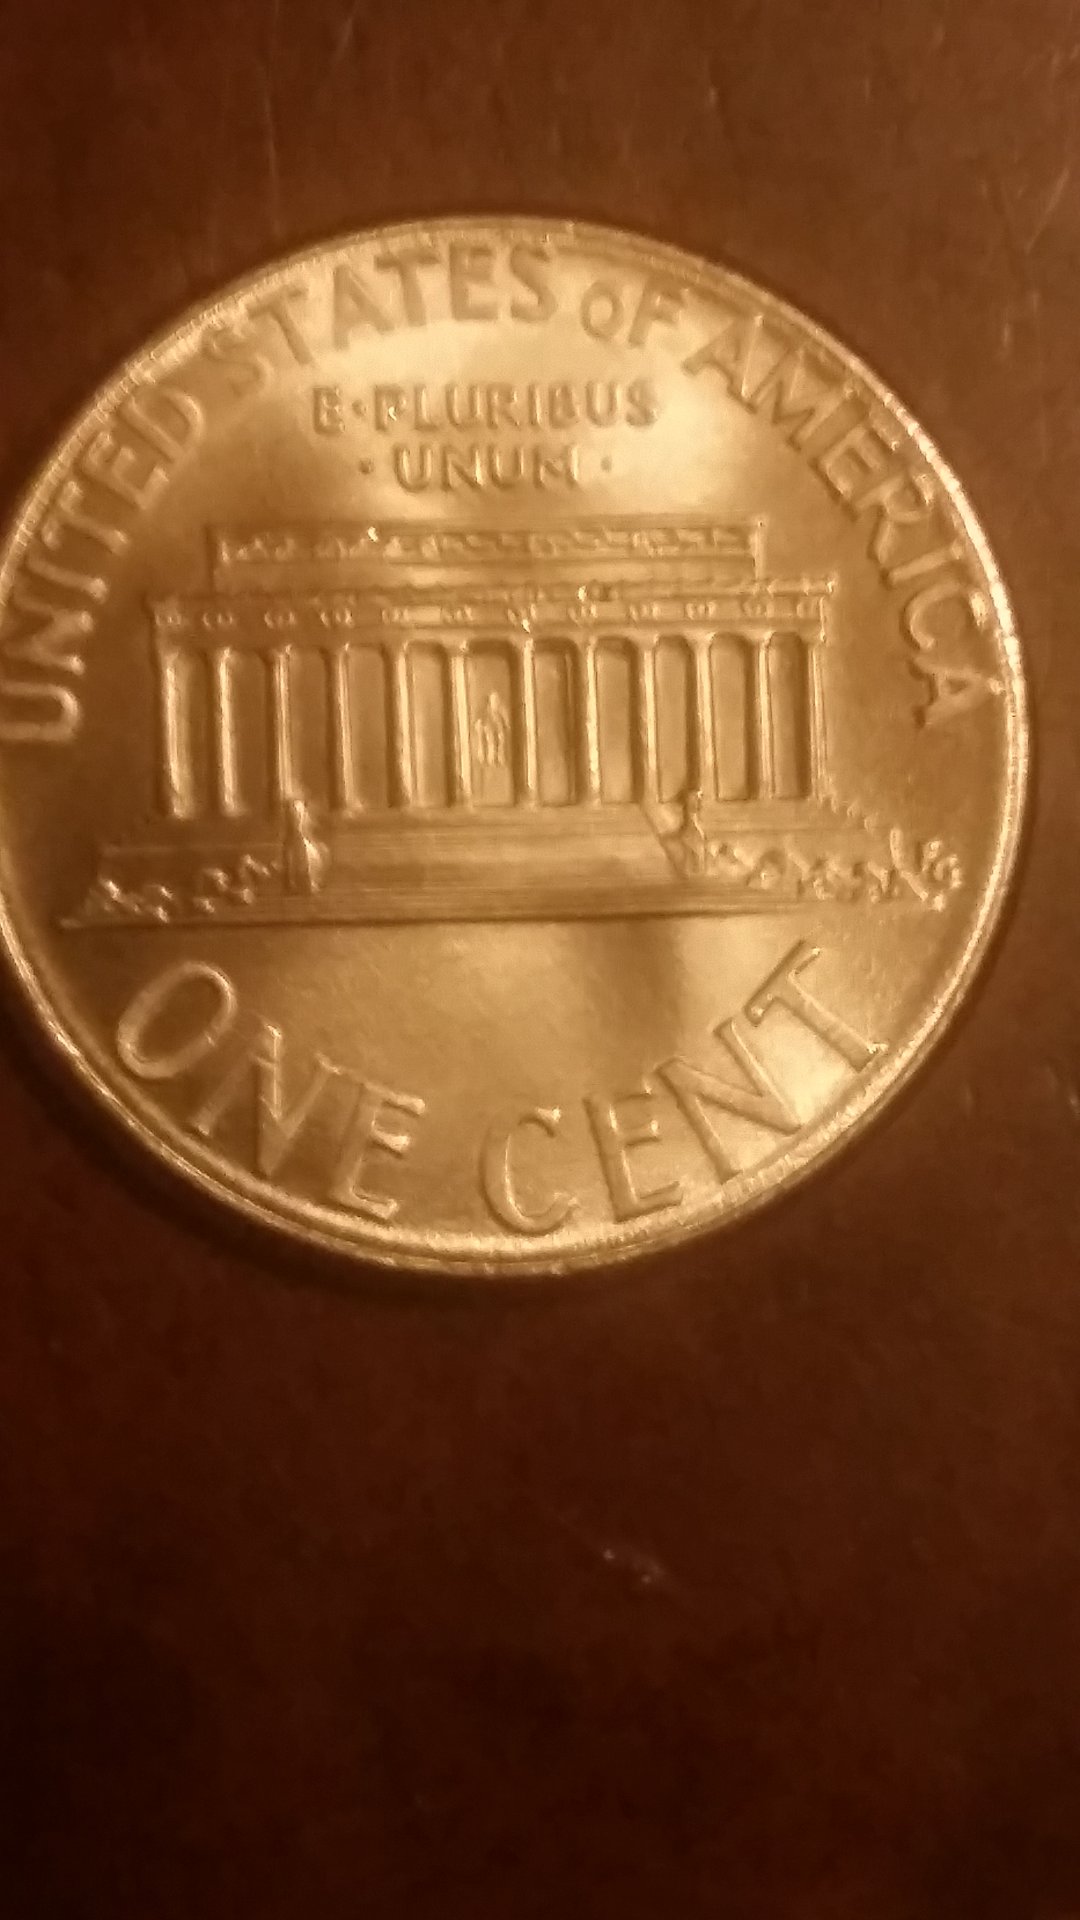 UNITED STATES OF AMERICA
E·PLURIBUS
·UNUM·
ONE CENT